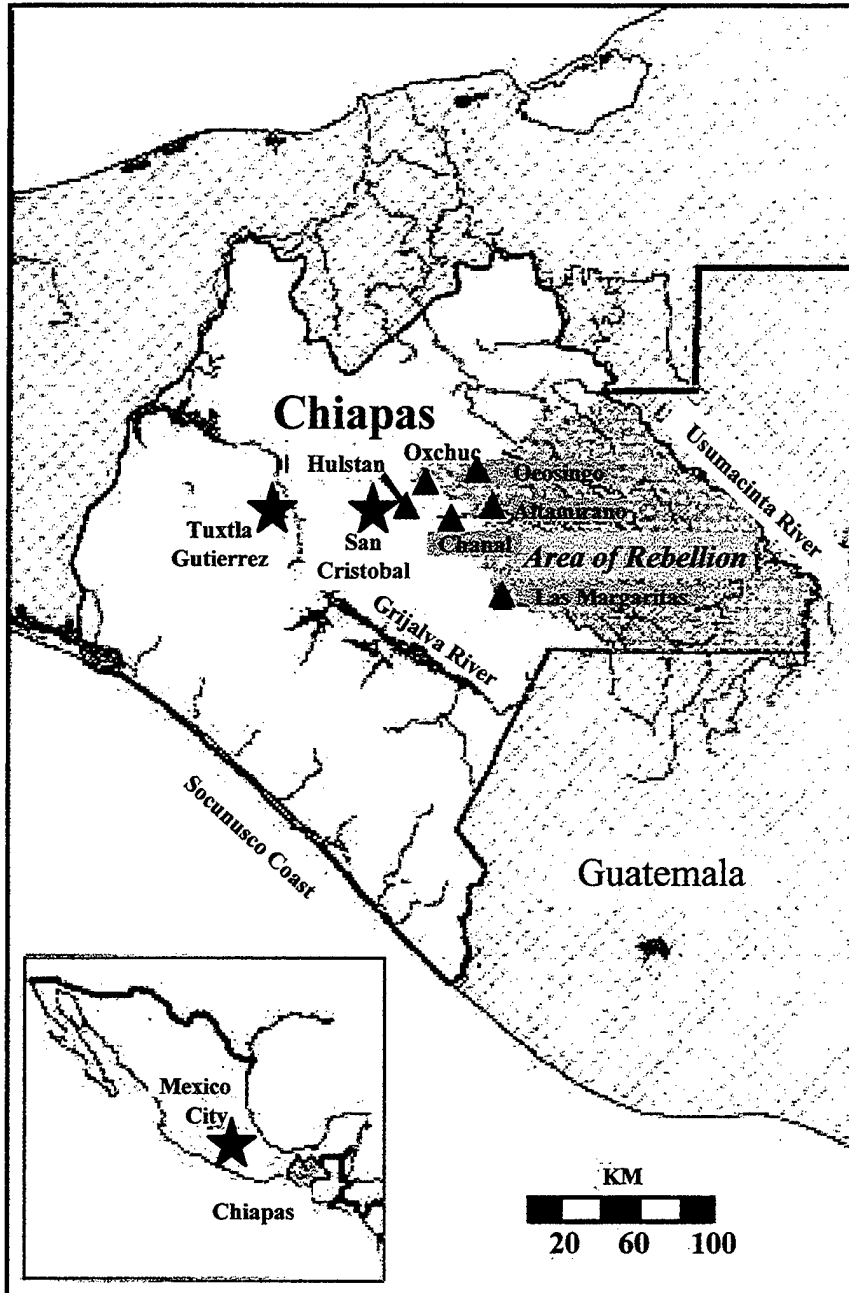 Chiapas
Oxchuc
Hulstan
Ocosingo
Altamirano
Tuxtla
Gutierrez
San
Cristobal
Chanal
Area of Rebellion
Las Margaritas
Usumacinta River
Grijalva River
Socunusco Coast
Guatemala
Mexico
City
Chiapas
KM
20 60 100